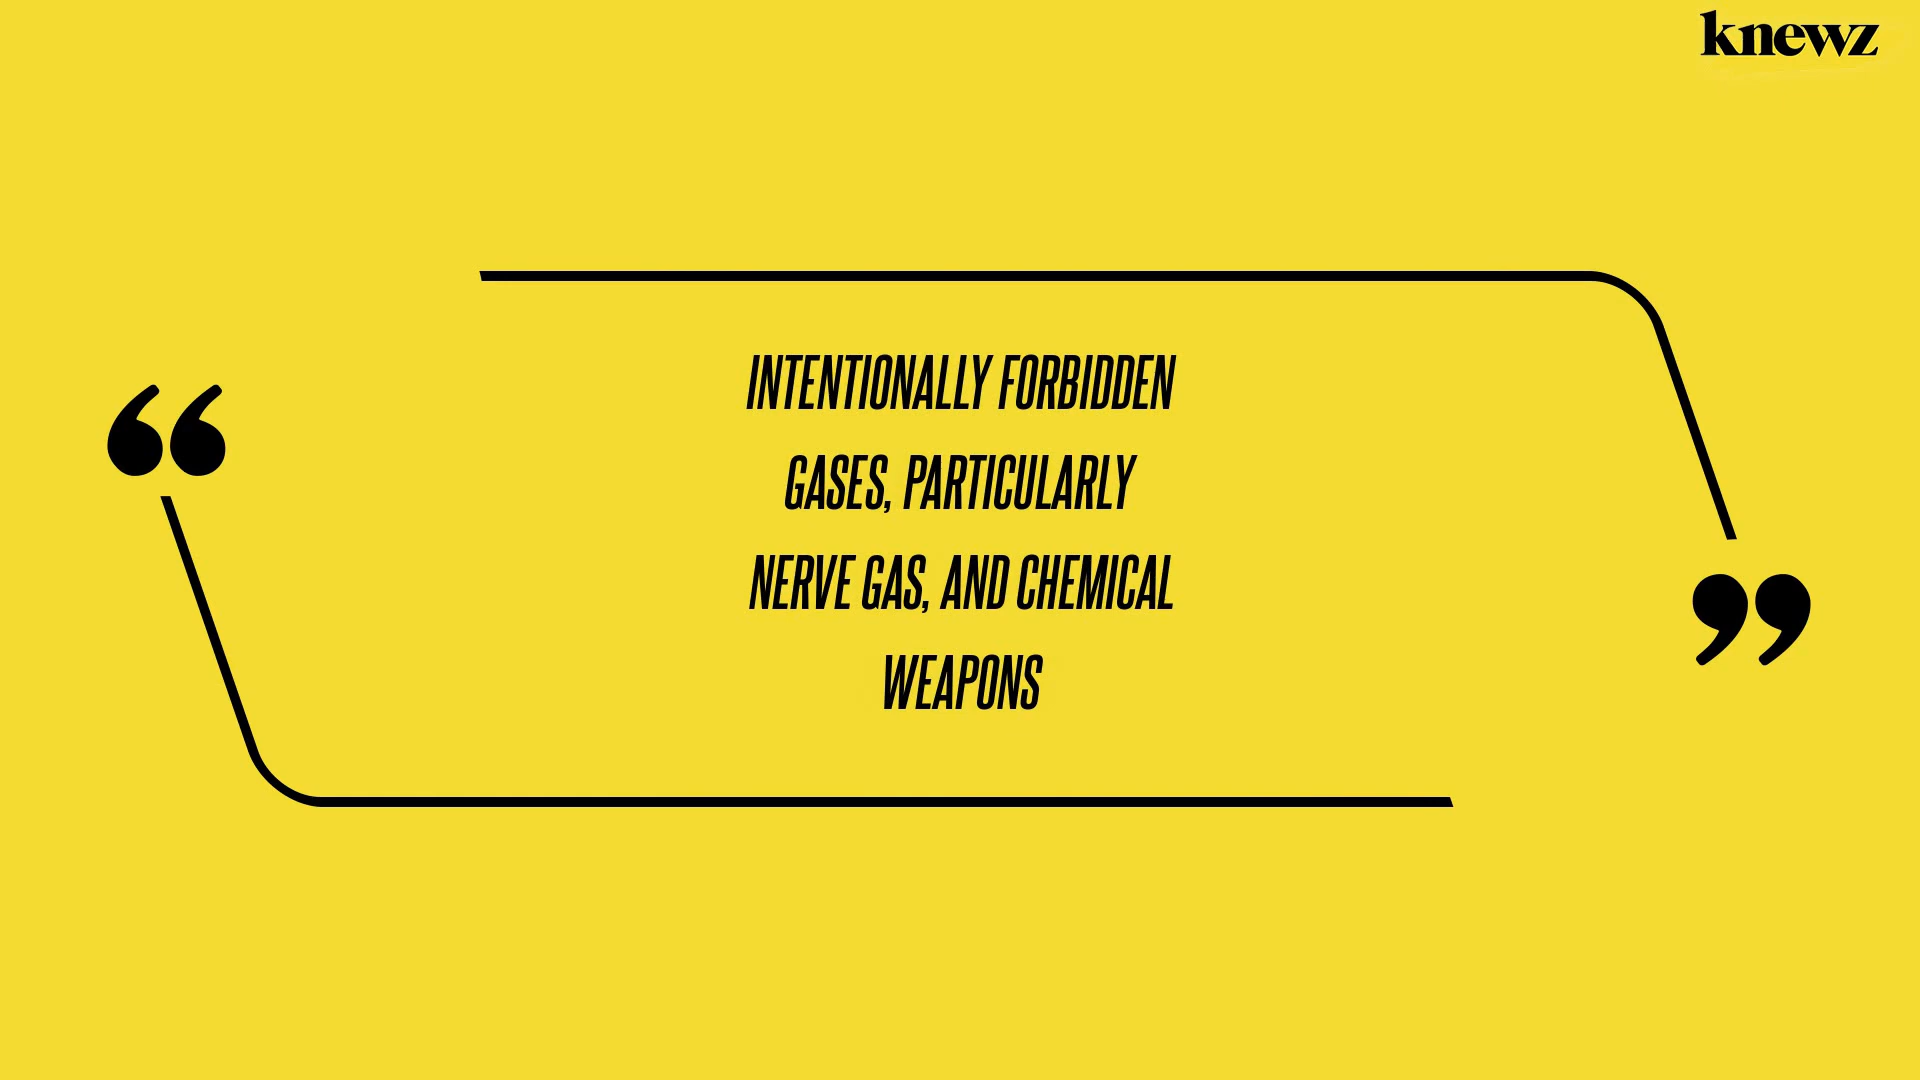 knewz
INTENTIONALLY FORBIDDEN
GASES, PARTICULARLY
NERVE GAS, AND CHEMICAL
WEAPONS